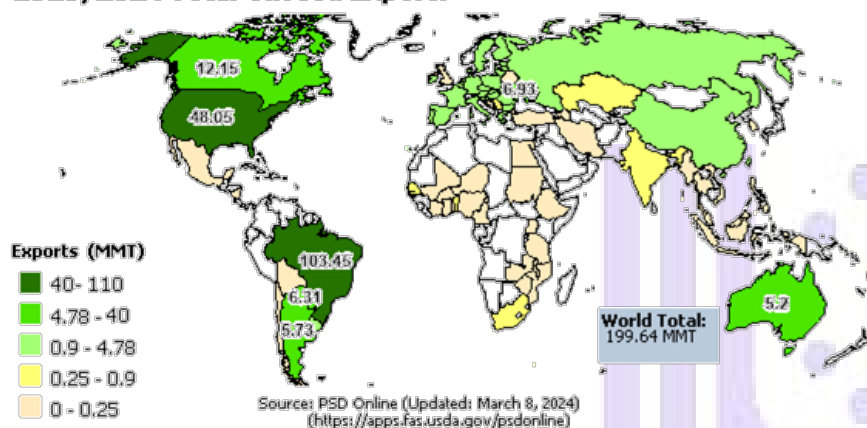 12.15
48.05
6.93
103.45
6.31
5.73
5.2
Exports (MMT)
40- 110
4.78 - 40
0.9 - 4.78
0.25 - 0.9
0 - 0.25
World Total:
199.64 MMT
Source: PSD Online (Updated: March 8, 2024)
(https://apps.fas.usda.gov/psdonline)